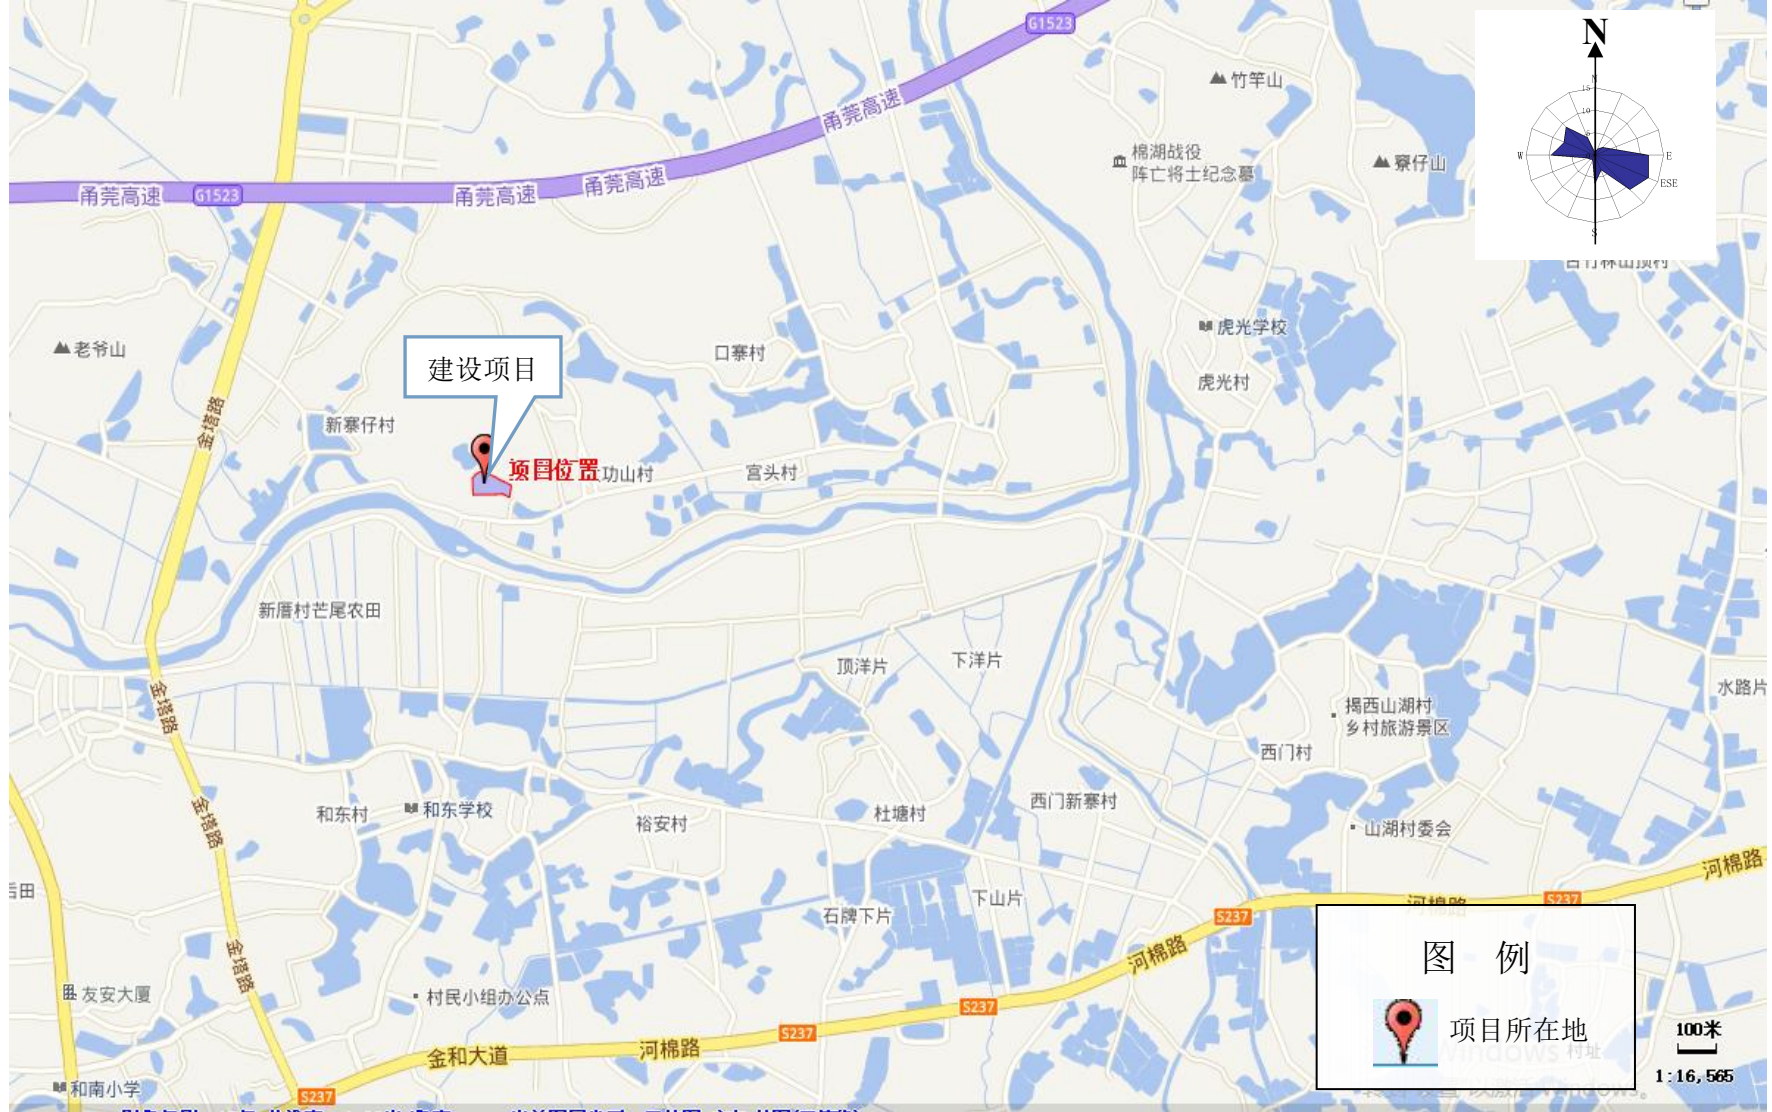 G1523
N
N
15
10
5
W
E
ESE
S
竹竿山
甬莞高速
棉湖战役
阵亡将士纪念墓
寮仔山
甬莞高速
G1523
甬莞高速
甬莞高速
虎光学校
老爷山
建设项目
口寨村
虎光村
金塔路
新寨仔村
项目位置
功山村
宫头村
新厝村芒尾农田
顶洋片
下洋片
水路片
金塔路
揭西山湖村
乡村旅游景区
西门村
金塔路
和东村
和东学校
裕安村
杜塘村
西门新寨村
山湖村委会
河棉路
后田
石牌下片
下山片
S237
河棉路
S237
河棉路
金塔路
图 例
项目所在地
友安大厦
村民小组办公点
S237
S237
河棉路
金和大道
100米
1:16,565
和南小学
S237